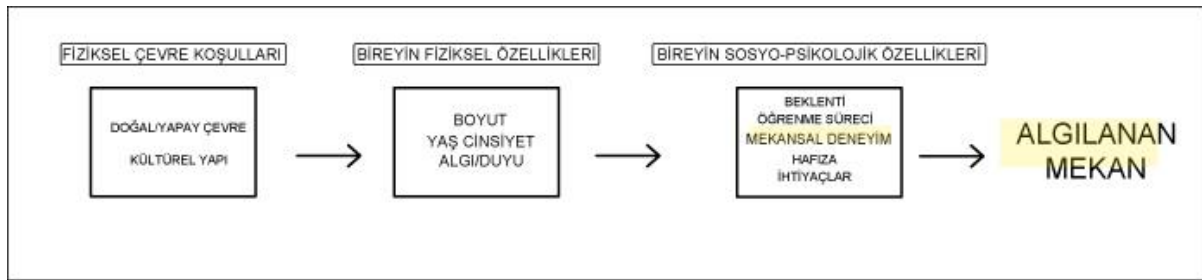 FİZİKSEL ÇEVRE KOŞULLARI
DOĞAL/YAPAY ÇEVRE
KÜLTÜREL YAPI
BİREYİN FİZİKSEL ÖZELLİKLERİ
BOYUT
YAŞ CİNSİYET
ALGI/DUYU
BİREYİN SOSYO-PSİKOLOJİK ÖZELLİKLERİ
BEKLENTİ
ÖĞRENME SÜRECİ
MEKANSAL DENEYİM
HAFIZA
İHTİYAÇLAR
ALGILANAN
MEKAN